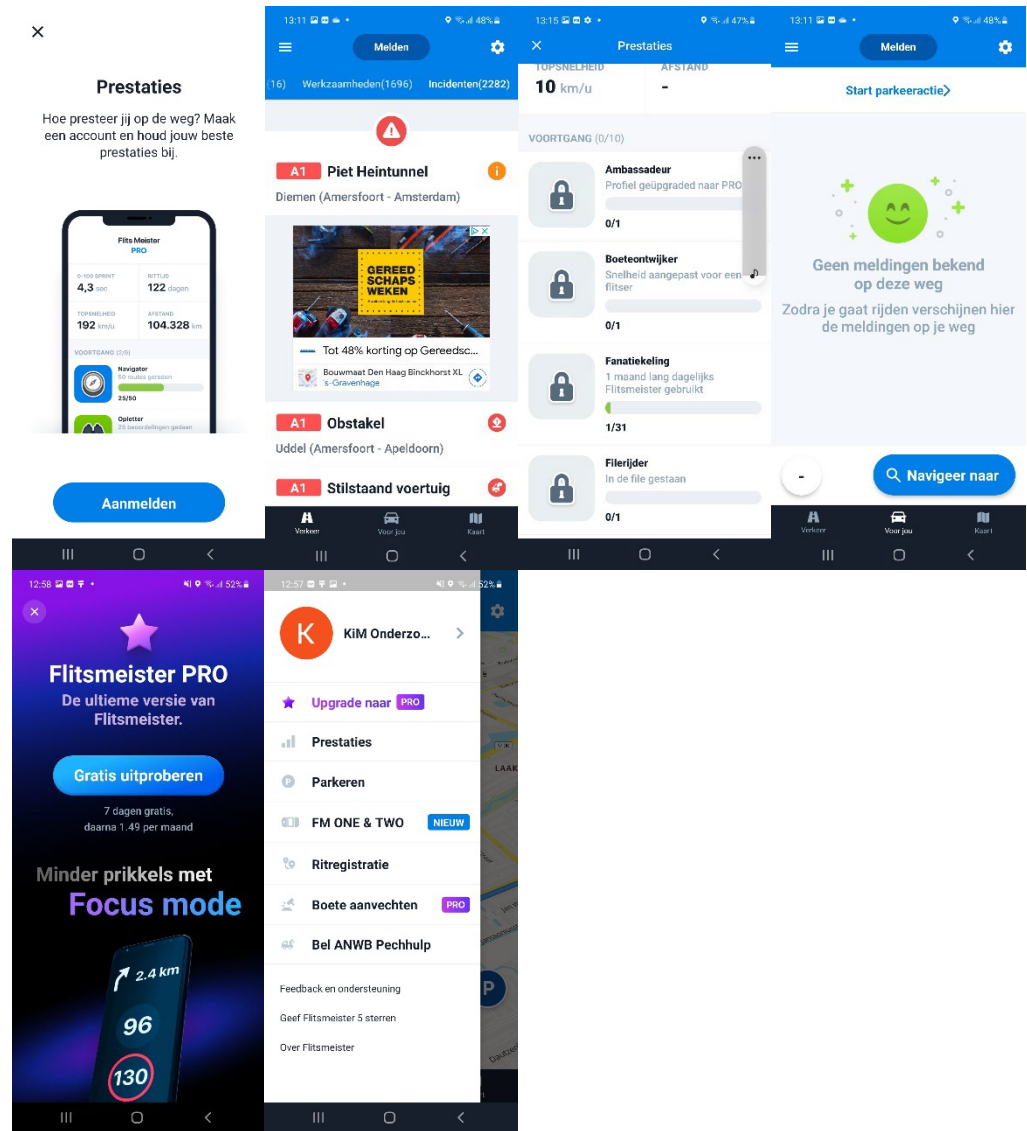 Prestaties
Hoe presteer jij op de weg? Maak
een account en houd jouw beste
prestaties bij.
Flits Meister
PRO
0-100 SPRINT
RITTIJD
4,3 sec
122 dagen
TOPSNELHEID
AFSTAND
192 km/u
104.328 km
VOORTGANG (2/9)
Navigator
50 routes gereden
25/50
Opletter
25 beoordelingen gedaan
Aanmelden
13:11
48%
Melden
(16) Werkzaamheden(1696) Incidenten(2282)
A1 Piet Heintunnel
Diemen (Amersfoort - Amsterdam)
GEREED
SCHAPS
WEKEN
Tot 48% korting op Gereedsc...
Bouwmaat Den Haag Binckhorst XL
's-Gravenhage
A1 Obstakel
Uddel (Amersfoort - Apeldoorn)
A1 Stilstaand voertuig
Verkeer
Voor jou
Kaart
13:15
47%
Prestaties
TOPSNELHEID
AFSTAND
10 km/u
-
VOORTGANG (0/10)
Ambassadeur
Profiel geüpgraded naar PRO
0/1
Boeteontwijker
Snelheid aangepast voor een
flitser
0/1
Fanatiekeling
1 maand lang dagelijks
Flitsmeister gebruikt
1/31
Filerijder
In de file gestaan
0/1
13:11
48%
Melden
Start parkeeractie
Geen meldingen bekend
op deze weg
Zodra je gaat rijden verschijnen hier
de meldingen op je weg
-
Navigeer naar
Verkeer
Voor jou
Kaart
12:58
52%
Flitsmeister PRO
De ultieme versie van
Flitsmeister.
Gratis uitproberen
7 dagen gratis,
daarna 1.49 per maand
Minder prikkels met
Focus mode
2.4 km
96
130
12:57
52%
K
KiM Onderzo...
Upgrade naar PRO
Prestaties
P Parkeren
FM ONE & TWO NIEUW
Ritregistratie
Boete aanvechten PRO
Bel ANWB Pechhulp
Feedback en ondersteuning
Geef Flitsmeister 5 sterren
Over Flitsmeister
LAAK
P